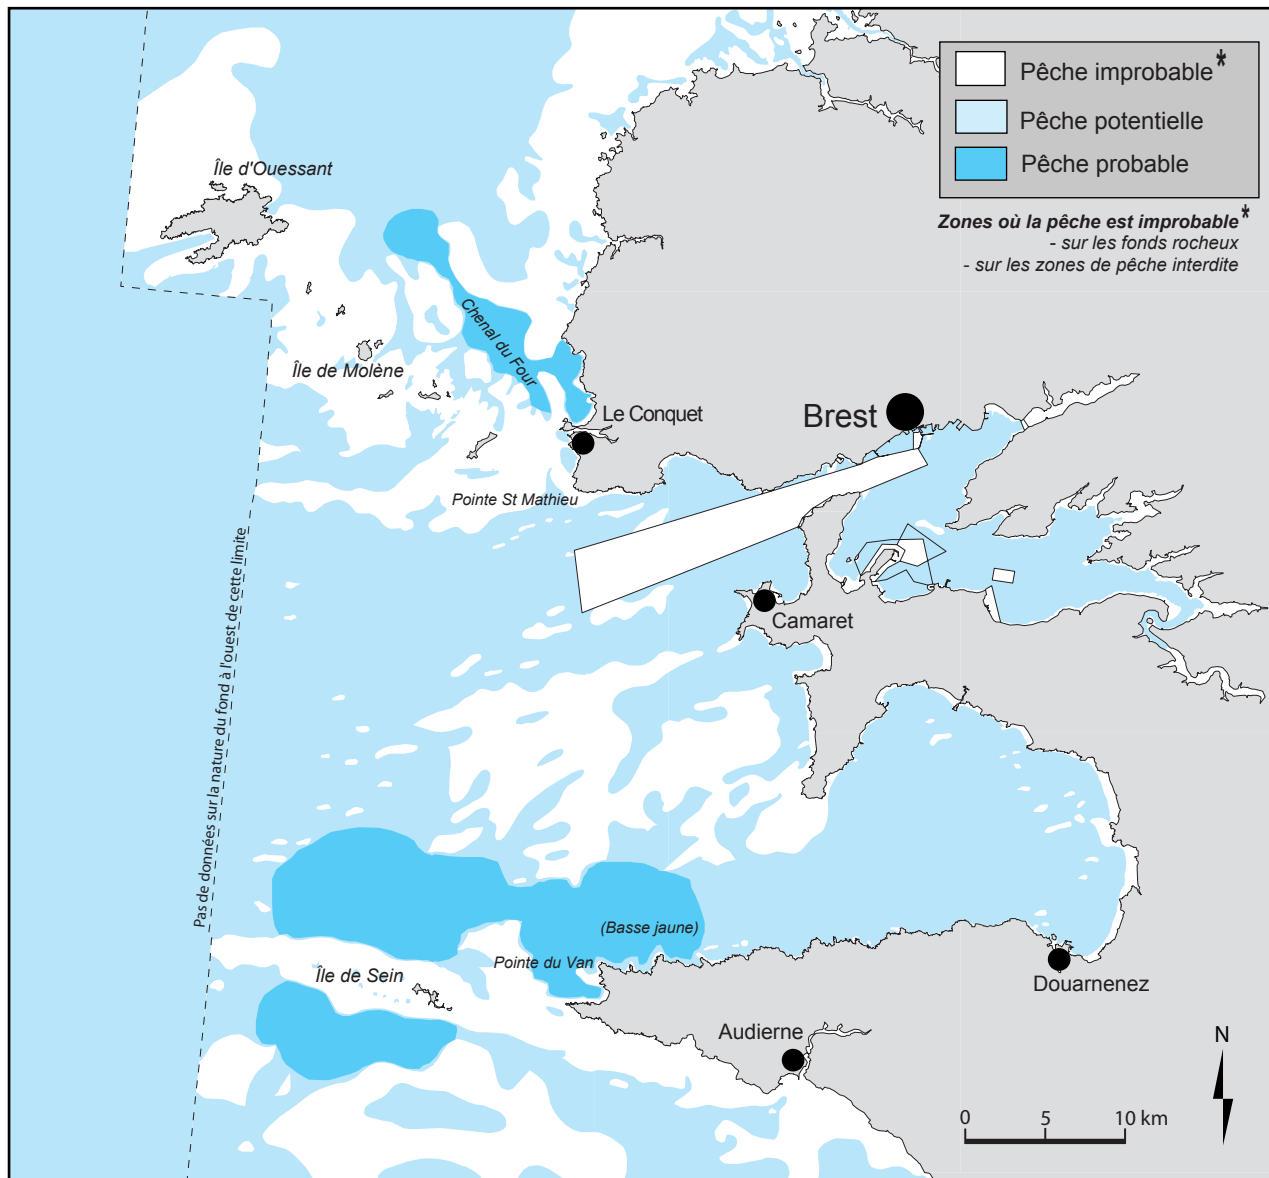 Pêche improbable*
Pêche potentielle
Pêche probable
Zones où la pêche est improbable*
- sur les fonds rocheux
- sur les zones de pêche interdite
Île d'Ouessant
Chenal du Four
Île de Molène
Le Conquet
Brest
Pointe St Mathieu
Pas de données sur la nature du fond à l'ouest de cette limite
Camaret
(Basse jaune)
Pointe du Van
Île de Sein
Douarnenez
Audierne
N
0 5 10 km